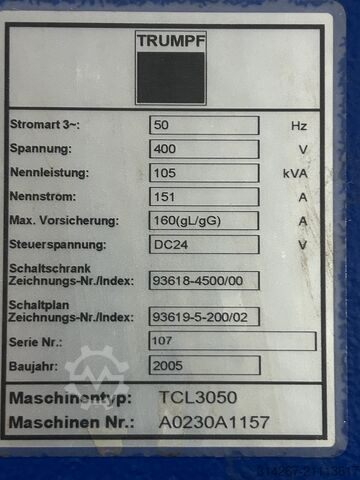 TRUMPF
Stromart 3~: 50 Hz
Spannung: 400 V
Nennleistung: 105 kVA
Nennstrom: 151 A
Max. Vorsicherung: 160(gL/gG) A
Steuerspannung: DC24 V
Schaltschrank
Zeichnungs-Nr./Index: 93618-4500/00
Schaltplan
Zeichnungs-Nr./Index: 93619-5-200/02
Serie Nr.: 107
Baujahr: 2005
Maschinentyp: TCL3050
Maschinen Nr.: A0230A1157